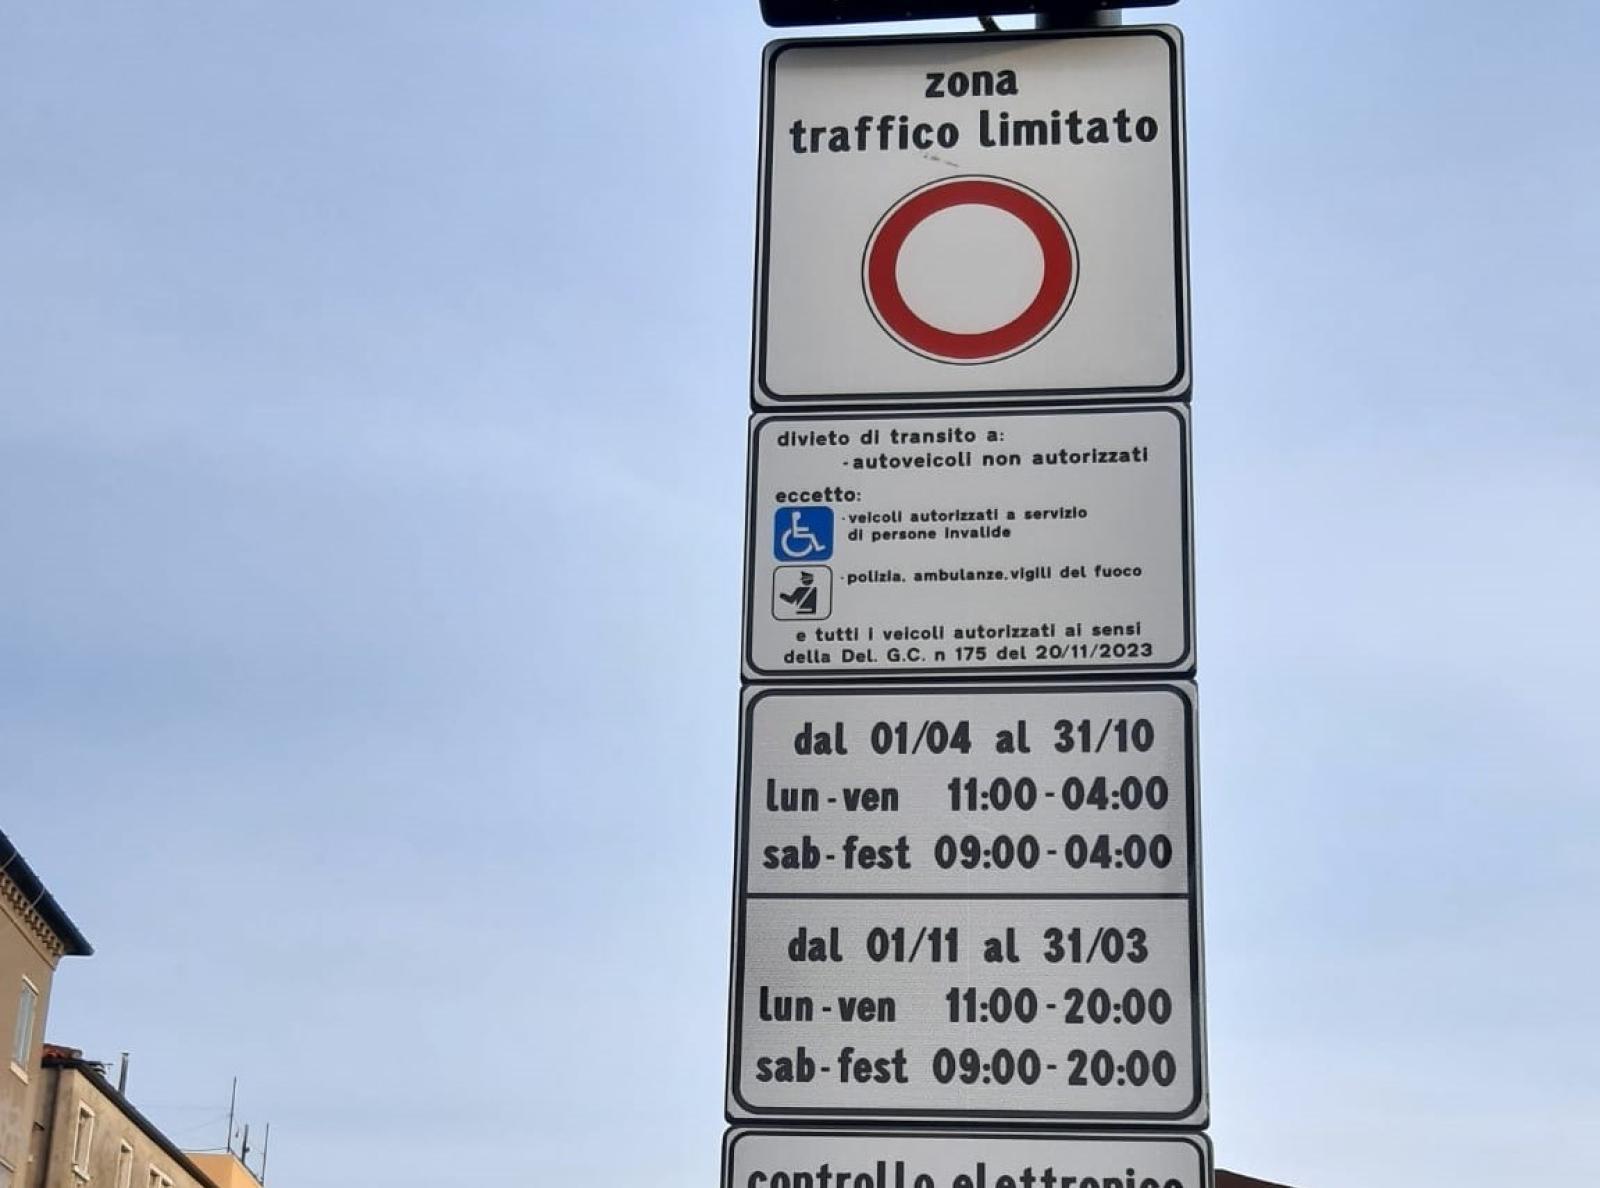 zona
traffico limitato
divieto di transito a:
-autoveicoli non autorizzati
eccetto:
-veicoli autorizzati a servizio
di persone invalide
-polizia, ambulanze, vigili del fuoco
e tutti i veicoli autorizzati ai sensi
della Del. G.C. n 175 del 20/11/2023
dal 01/04 al 31/10
lun-ven 11:00-04:00
sab-fest 09:00-04:00
dal 01/11 al 31/03
lun-ven 11:00-20:00
sab-fest 09:00-20:00
controllo elettronico